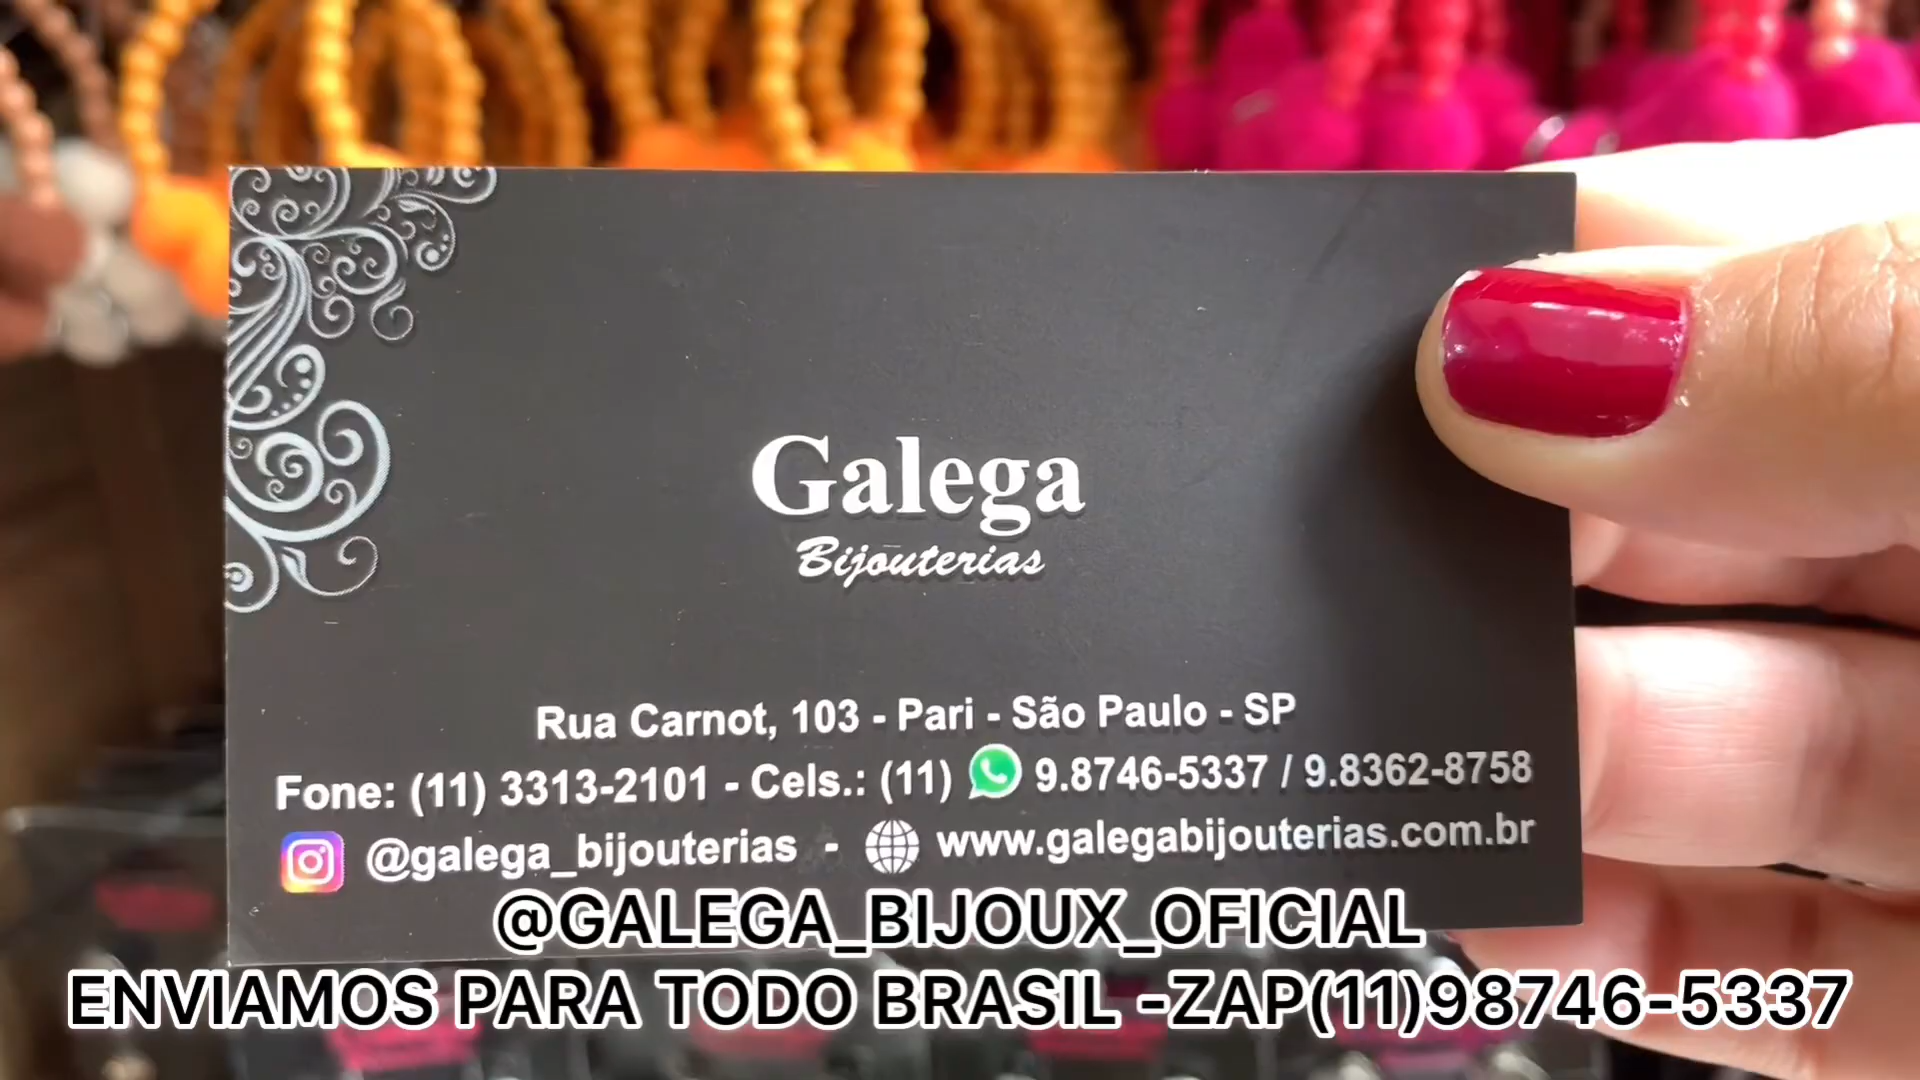 Galega
Bijouterias
Rua Carnot, 103 - Pari - São Paulo - SP
Fone: (11) 3313-2101 - Cels.: (11) 9.8746-5337 / 9.8362-8758
@galega_bijouterias - www.galegabijouterias.com.br
@GALEGA_BIJOUX_OFICIAL
ENVIAMOS PARA TODO BRASIL -ZAP(11)98746-5337